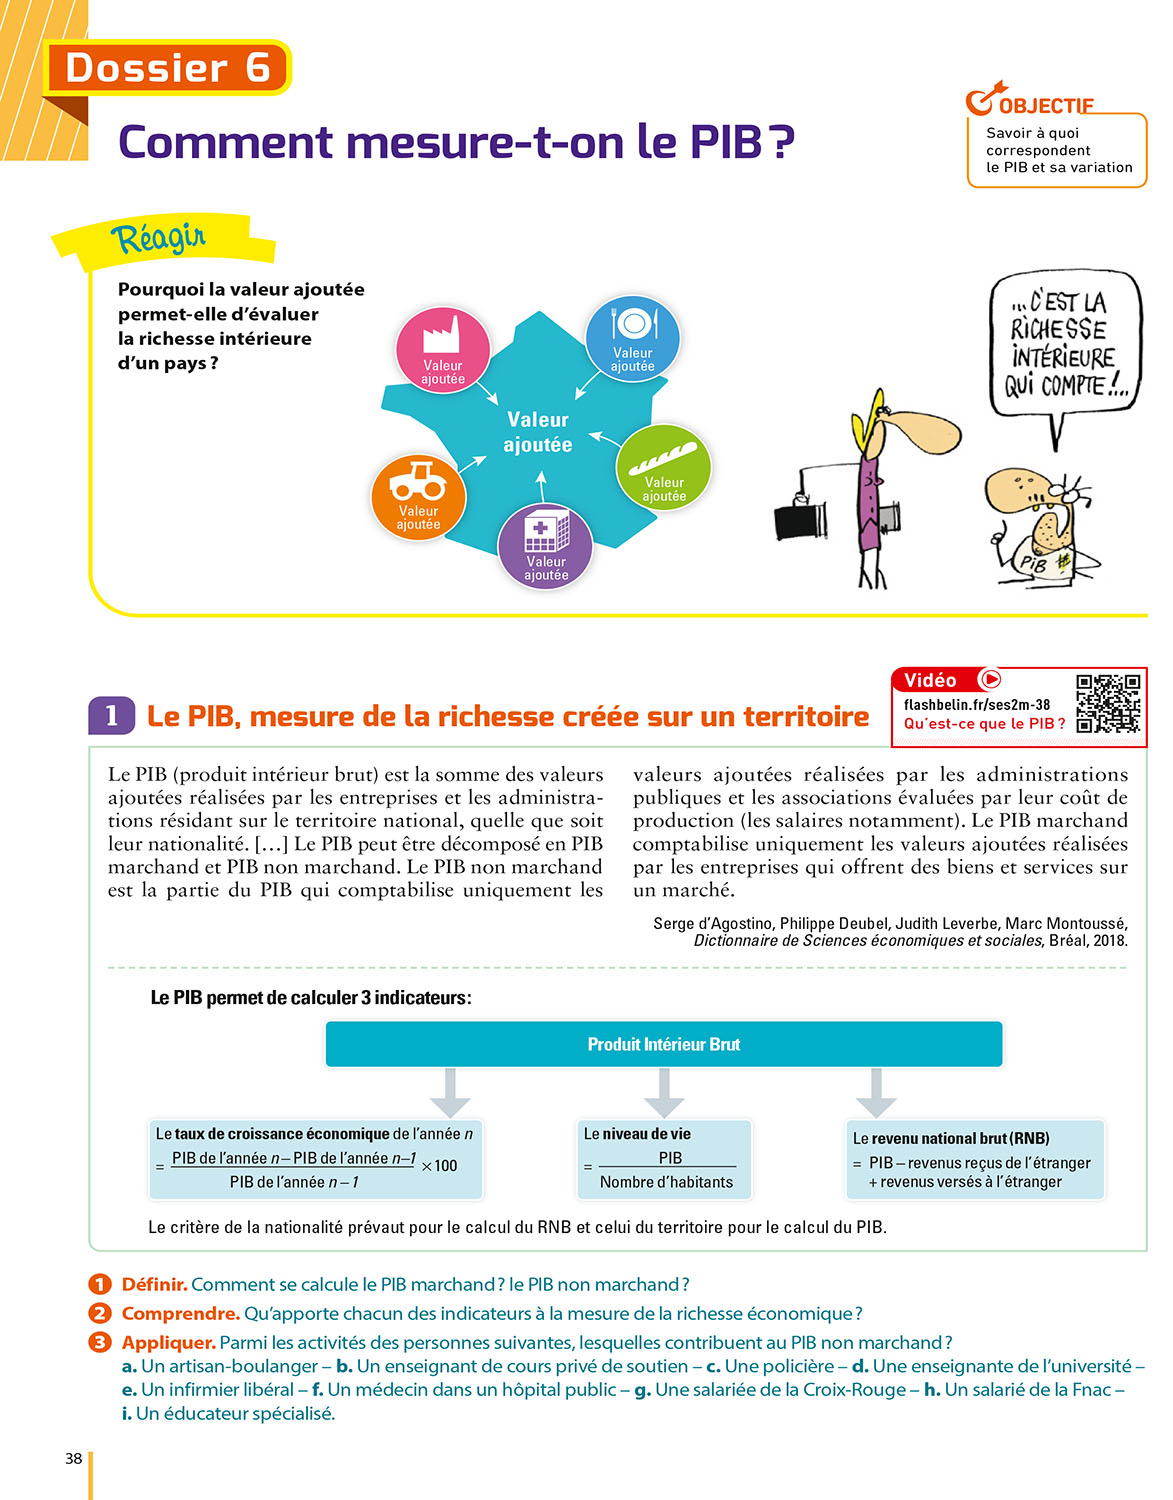 Dossier 6
Comment mesure-t-on le PIB ?
OBJECTIF
Savoir à quoi
correspondent
le PIB et sa variation
Réagir
Pourquoi la valeur ajoutée
permet-elle d'évaluer
la richesse intérieure
d'un pays ?
Valeur
ajoutée
Valeur
ajoutée
Valeur
ajoutée
Valeur
ajoutée
Valeur
ajoutée
Valeur
ajoutée
...C'EST LA
RICHESSE
INTÉRIEURE
QUI COMPTE !...
PIB
1 Le PIB, mesure de la richesse créée sur un territoire
Vidéo
flashbelin.fr/ses2m-38
Qu'est-ce que le PIB ?
Le PIB (produit intérieur brut) est la somme des valeurs
ajoutées réalisées par les entreprises et les administra-
tions résidant sur le territoire national, quelle que soit
leur nationalité. […] Le PIB peut être décomposé en PIB
marchand et PIB non marchand. Le PIB non marchand
est la partie du PIB qui comptabilise uniquement les
valeurs ajoutées réalisées par les administrations
publiques et les associations évaluées par leur coût de
production (les salaires notamment). Le PIB marchand
comptabilise uniquement les valeurs ajoutées réalisées
par les entreprises qui offrent des biens et services sur
un marché.
Serge d'Agostino, Philippe Deubel, Judith Leverbe, Marc Montoussé,
Dictionnaire de Sciences économiques et sociales, Bréal, 2018.
Le PIB permet de calculer 3 indicateurs :
Produit Intérieur Brut
Le taux de croissance économique de l'année n
= PIB de l'année n – PIB de l'année n–1 × 100
PIB de l'année n – 1
Le niveau de vie
= PIB
Nombre d'habitants
Le revenu national brut (RNB)
= PIB – revenus reçus de l'étranger
+ revenus versés à l'étranger
Le critère de la nationalité prévaut pour le calcul du RNB et celui du territoire pour le calcul du PIB.
1 Définir. Comment se calcule le PIB marchand ? le PIB non marchand ?
2 Comprendre. Qu'apporte chacun des indicateurs à la mesure de la richesse économique ?
3 Appliquer. Parmi les activités des personnes suivantes, lesquelles contribuent au PIB non marchand ?
a. Un artisan-boulanger – b. Un enseignant de cours privé de soutien – c. Une policière – d. Une enseignante de l'université –
e. Un infirmier libéral – f. Un médecin dans un hôpital public – g. Une salariée de la Croix-Rouge – h. Un salarié de la Fnac –
i. Un éducateur spécialisé.
38